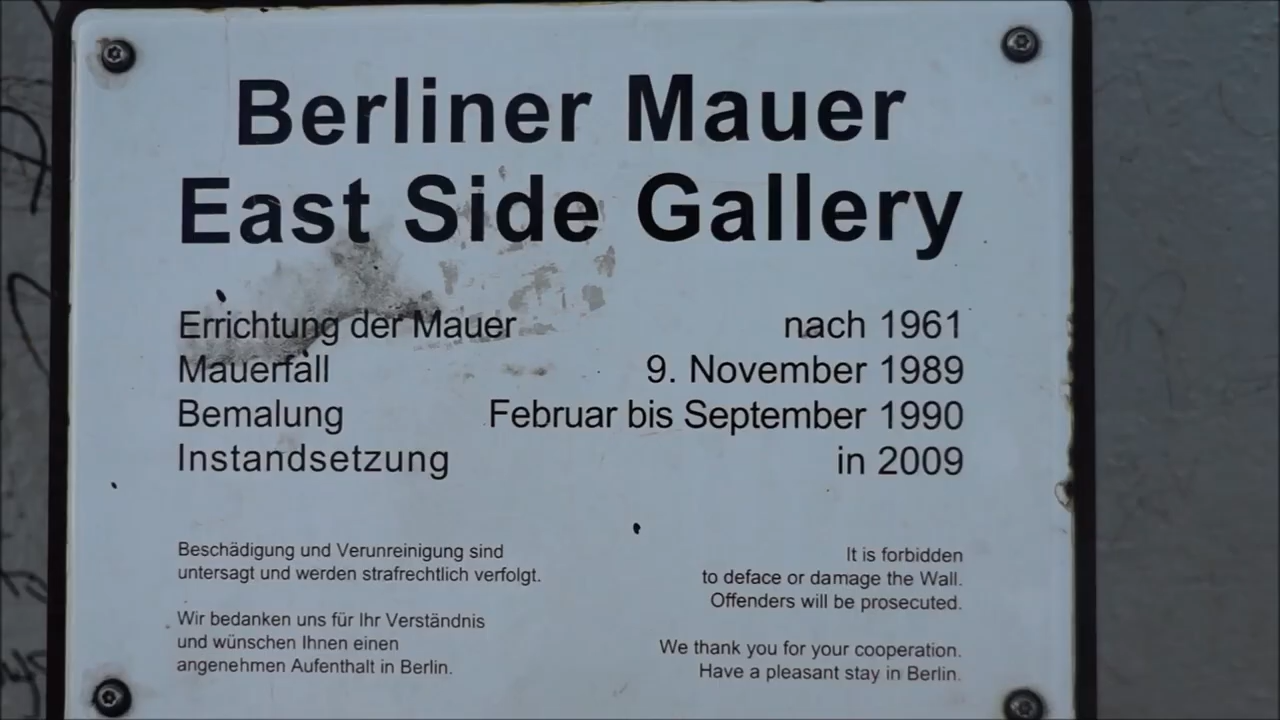 Berliner Mauer
East Side Gallery
Errichtung der Mauer nach 1961
Mauerfall 9. November 1989
Bemalung Februar bis September 1990
Instandsetzung in 2009
Beschädigung und Verunreinigung sind
untersagt und werden strafrechtlich verfolgt.
Wir bedanken uns für Ihr Verständnis
und wünschen Ihnen einen
angenehmen Aufenthalt in Berlin.
It is forbidden
to deface or damage the Wall.
Offenders will be prosecuted.
We thank you for your cooperation.
Have a pleasant stay in Berlin.